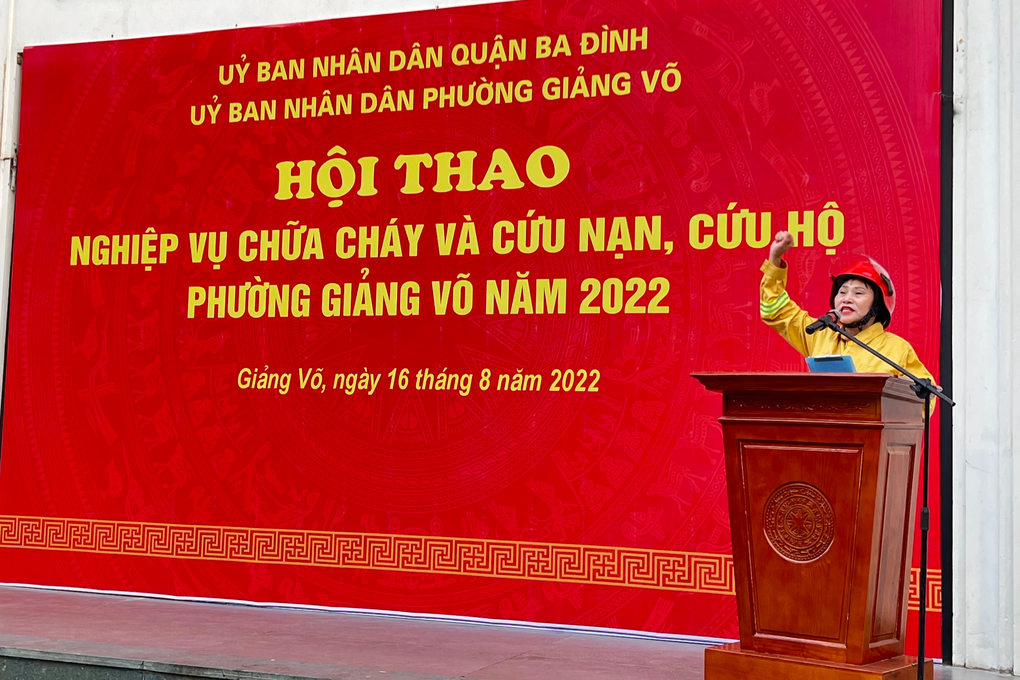 UỶ BAN NHÂN DÂN QUẬN BA ĐÌNH
UỶ BAN NHÂN DÂN PHƯỜNG GIẢNG VÕ
HỘI THAO
NGHIỆP VỤ CHỮA CHÁY VÀ CỨU NẠN, CỨU HỘ
PHƯỜNG GIẢNG VÕ NĂM 2022
Giảng Võ, ngày 16 tháng 8 năm 2022